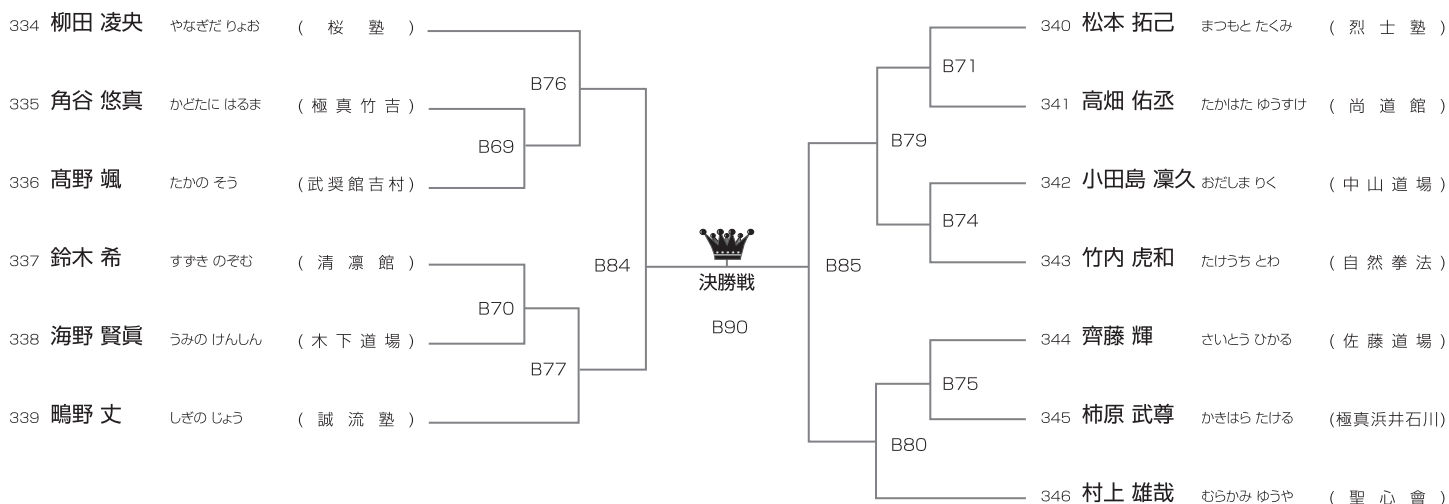 334 柳田 凌央 やなぎだ りょお ( 桜 塾 )
B76
335 角谷 悠真 かどたに はるま ( 極 真 竹 吉 )
B69
336 髙野 颯 たかの そう ( 武 奨 館 吉 村 )
337 鈴木 希 すずき のぞむ ( 清 凛 館 )
B84
B70
338 海野 賢眞 うみの けんしん ( 木 下 道 場 )
B77
339 鴫野 丈 しぎの じょう ( 誠 流 塾 )
決勝戦
B90
340 松本 拓己 まつもと たくみ ( 烈 士 塾 )
B71
341 高畑 佑丞 たかはた ゆうすけ ( 尚 道 館 )
B79
342 小田島 凜久 おだしま りく ( 中 山 道 場 )
B74
343 竹内 虎和 たけうち とわ ( 自 然 拳 法 )
B85
344 齊藤 輝 さいとう ひかる ( 佐 藤 道 場 )
B75
345 柿原 武尊 かきはら たける (極真浜井石川)
B80
346 村上 雄哉 むらかみ ゆうや ( 聖 心 會 )